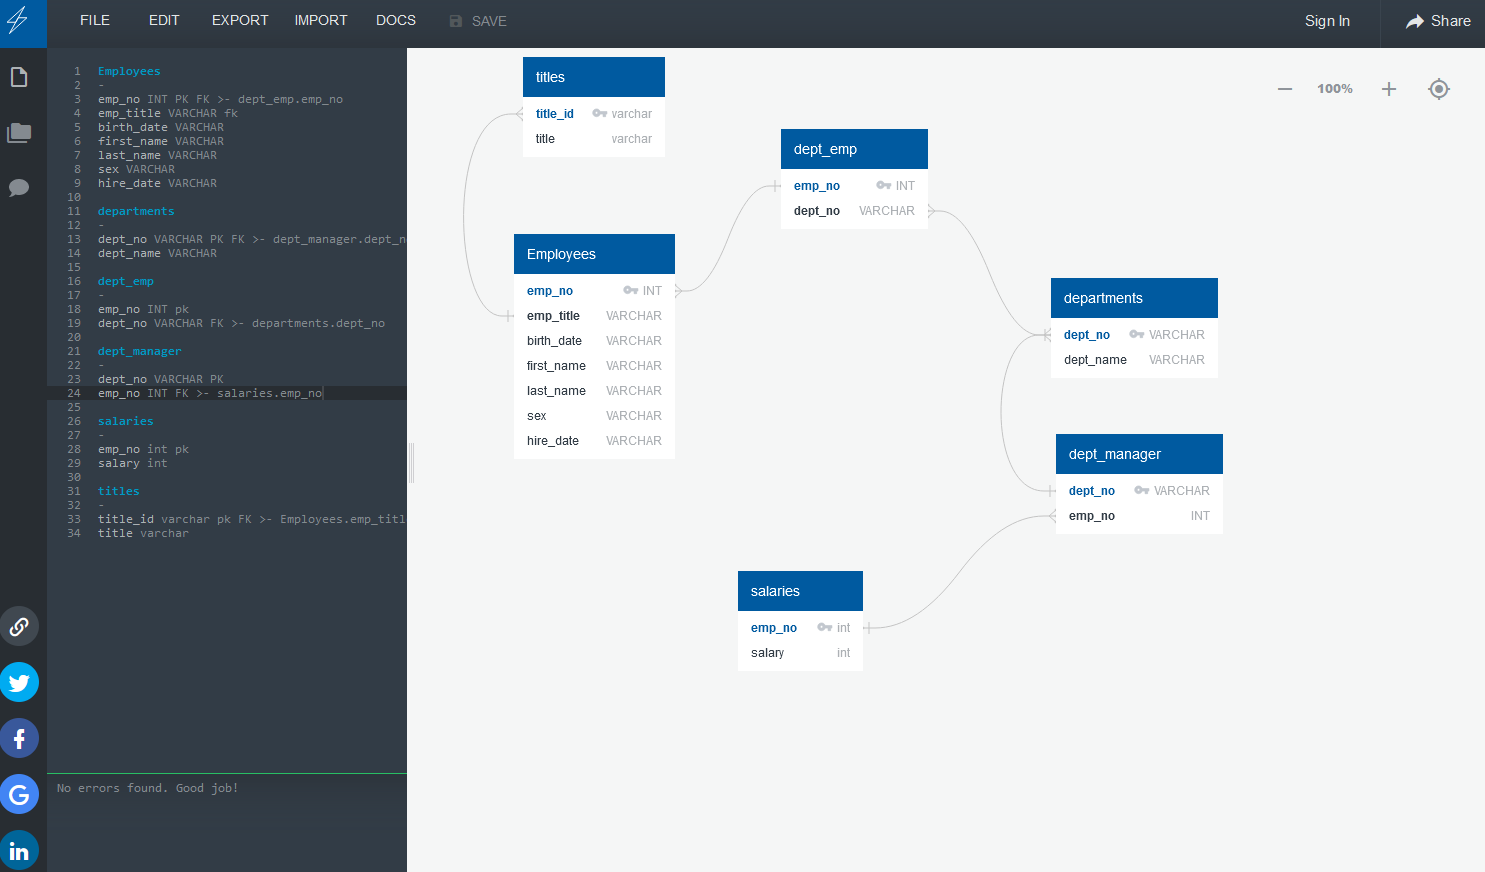 FILE EDIT EXPORT IMPORT DOCS SAVE Sign In Share
1 Employees
2 -
3 emp_no INT PK FK >- dept_emp.emp_no
4 emp_title VARCHAR fk
5 birth_date VARCHAR
6 first_name VARCHAR
7 last_name VARCHAR
8 sex VARCHAR
9 hire_date VARCHAR
10
11 departments
12 -
13 dept_no VARCHAR PK FK >- dept_manager.dept_n
14 dept_name VARCHAR
15
16 dept_emp
17 -
18 emp_no INT pk
19 dept_no VARCHAR FK >- departments.dept_no
20
21 dept_manager
22 -
23 dept_no VARCHAR PK
24 emp_no INT FK >- salaries.emp_no
25
26 salaries
27 -
28 emp_no int pk
29 salary int
30
31 titles
32 -
33 title_id varchar pk FK >- Employees.emp_titl
34 title varchar
No errors found. Good job!
100%
titles
title_id varchar
title varchar
dept_emp
emp_no INT
dept_no VARCHAR
Employees
emp_no INT
emp_title VARCHAR
birth_date VARCHAR
first_name VARCHAR
last_name VARCHAR
sex VARCHAR
hire_date VARCHAR
departments
dept_no VARCHAR
dept_name VARCHAR
dept_manager
dept_no VARCHAR
emp_no INT
salaries
emp_no int
salary int